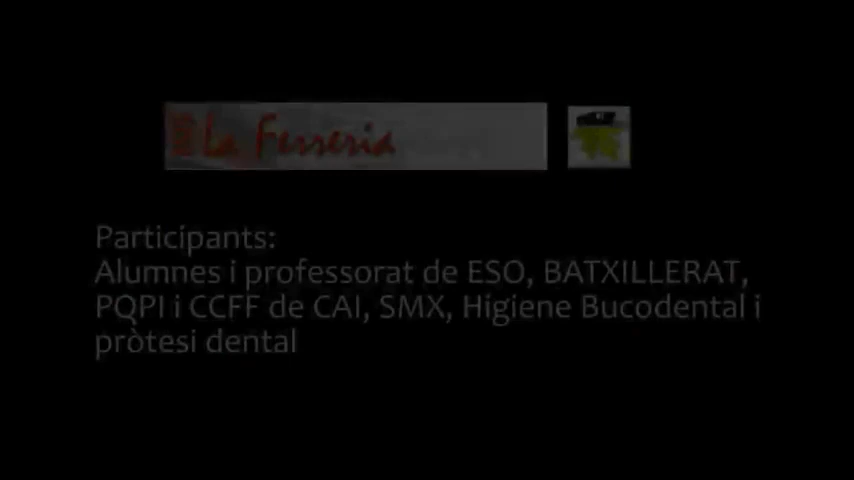 La Ferreria
Participants:
Alumnes i professorat de ESO, BATXILLERAT,
PQPI i CCFF de CAI, SMX, Higiene Bucodental i
pròtesi dental